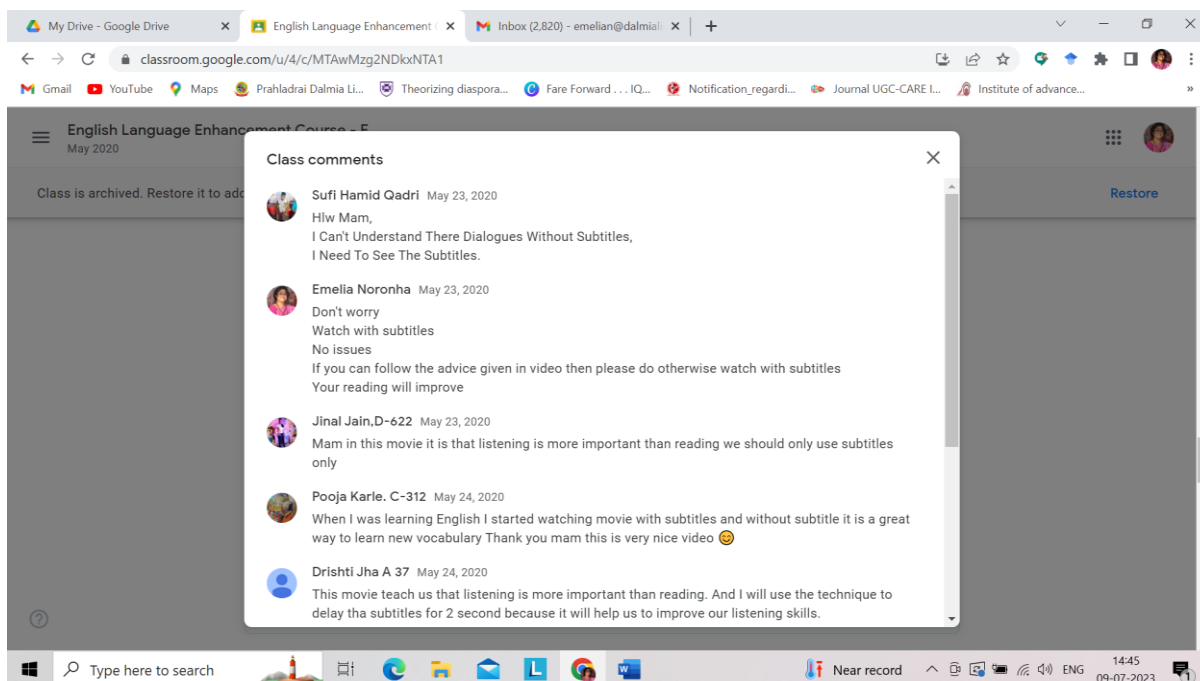 My Drive - Google Drive
English Language Enhancement C
Inbox (2,820) - emelian@dalmiali
classroom.google.com/u/4/c/MTAwMzg2NDkxNTA1
Gmail
YouTube
Maps
Prahladrai Dalmia Li...
Theorizing diaspora...
Fare Forward . . . IQ...
Notification_regardi...
Journal UGC-CARE I...
Institute of advance...
English Language Enhancement Course - E
May 2020
Class is archived. Restore it to add
Restore
Class comments
Sufi Hamid Qadri May 23, 2020
Hlw Mam,
I Can't Understand There Dialogues Without Subtitles,
I Need To See The Subtitles.
Emelia Noronha May 23, 2020
Don't worry
Watch with subtitles
No issues
If you can follow the advice given in video then please do otherwise watch with subtitles
Your reading will improve
Jinal Jain,D-622 May 23, 2020
Mam in this movie it is that listening is more important than reading we should only use subtitles
only
Pooja Karle. C-312 May 24, 2020
When I was learning English I started watching movie with subtitles and without subtitle it is a great
way to learn new vocabulary Thank you mam this is very nice video 😊
Drishti Jha A 37 May 24, 2020
This movie teach us that listening is more important than reading. And I will use the technique to
delay tha subtitles for 2 second because it will help us to improve our listening skills.
Type here to search
Near record
ENG
14:45
09-07-2023
1